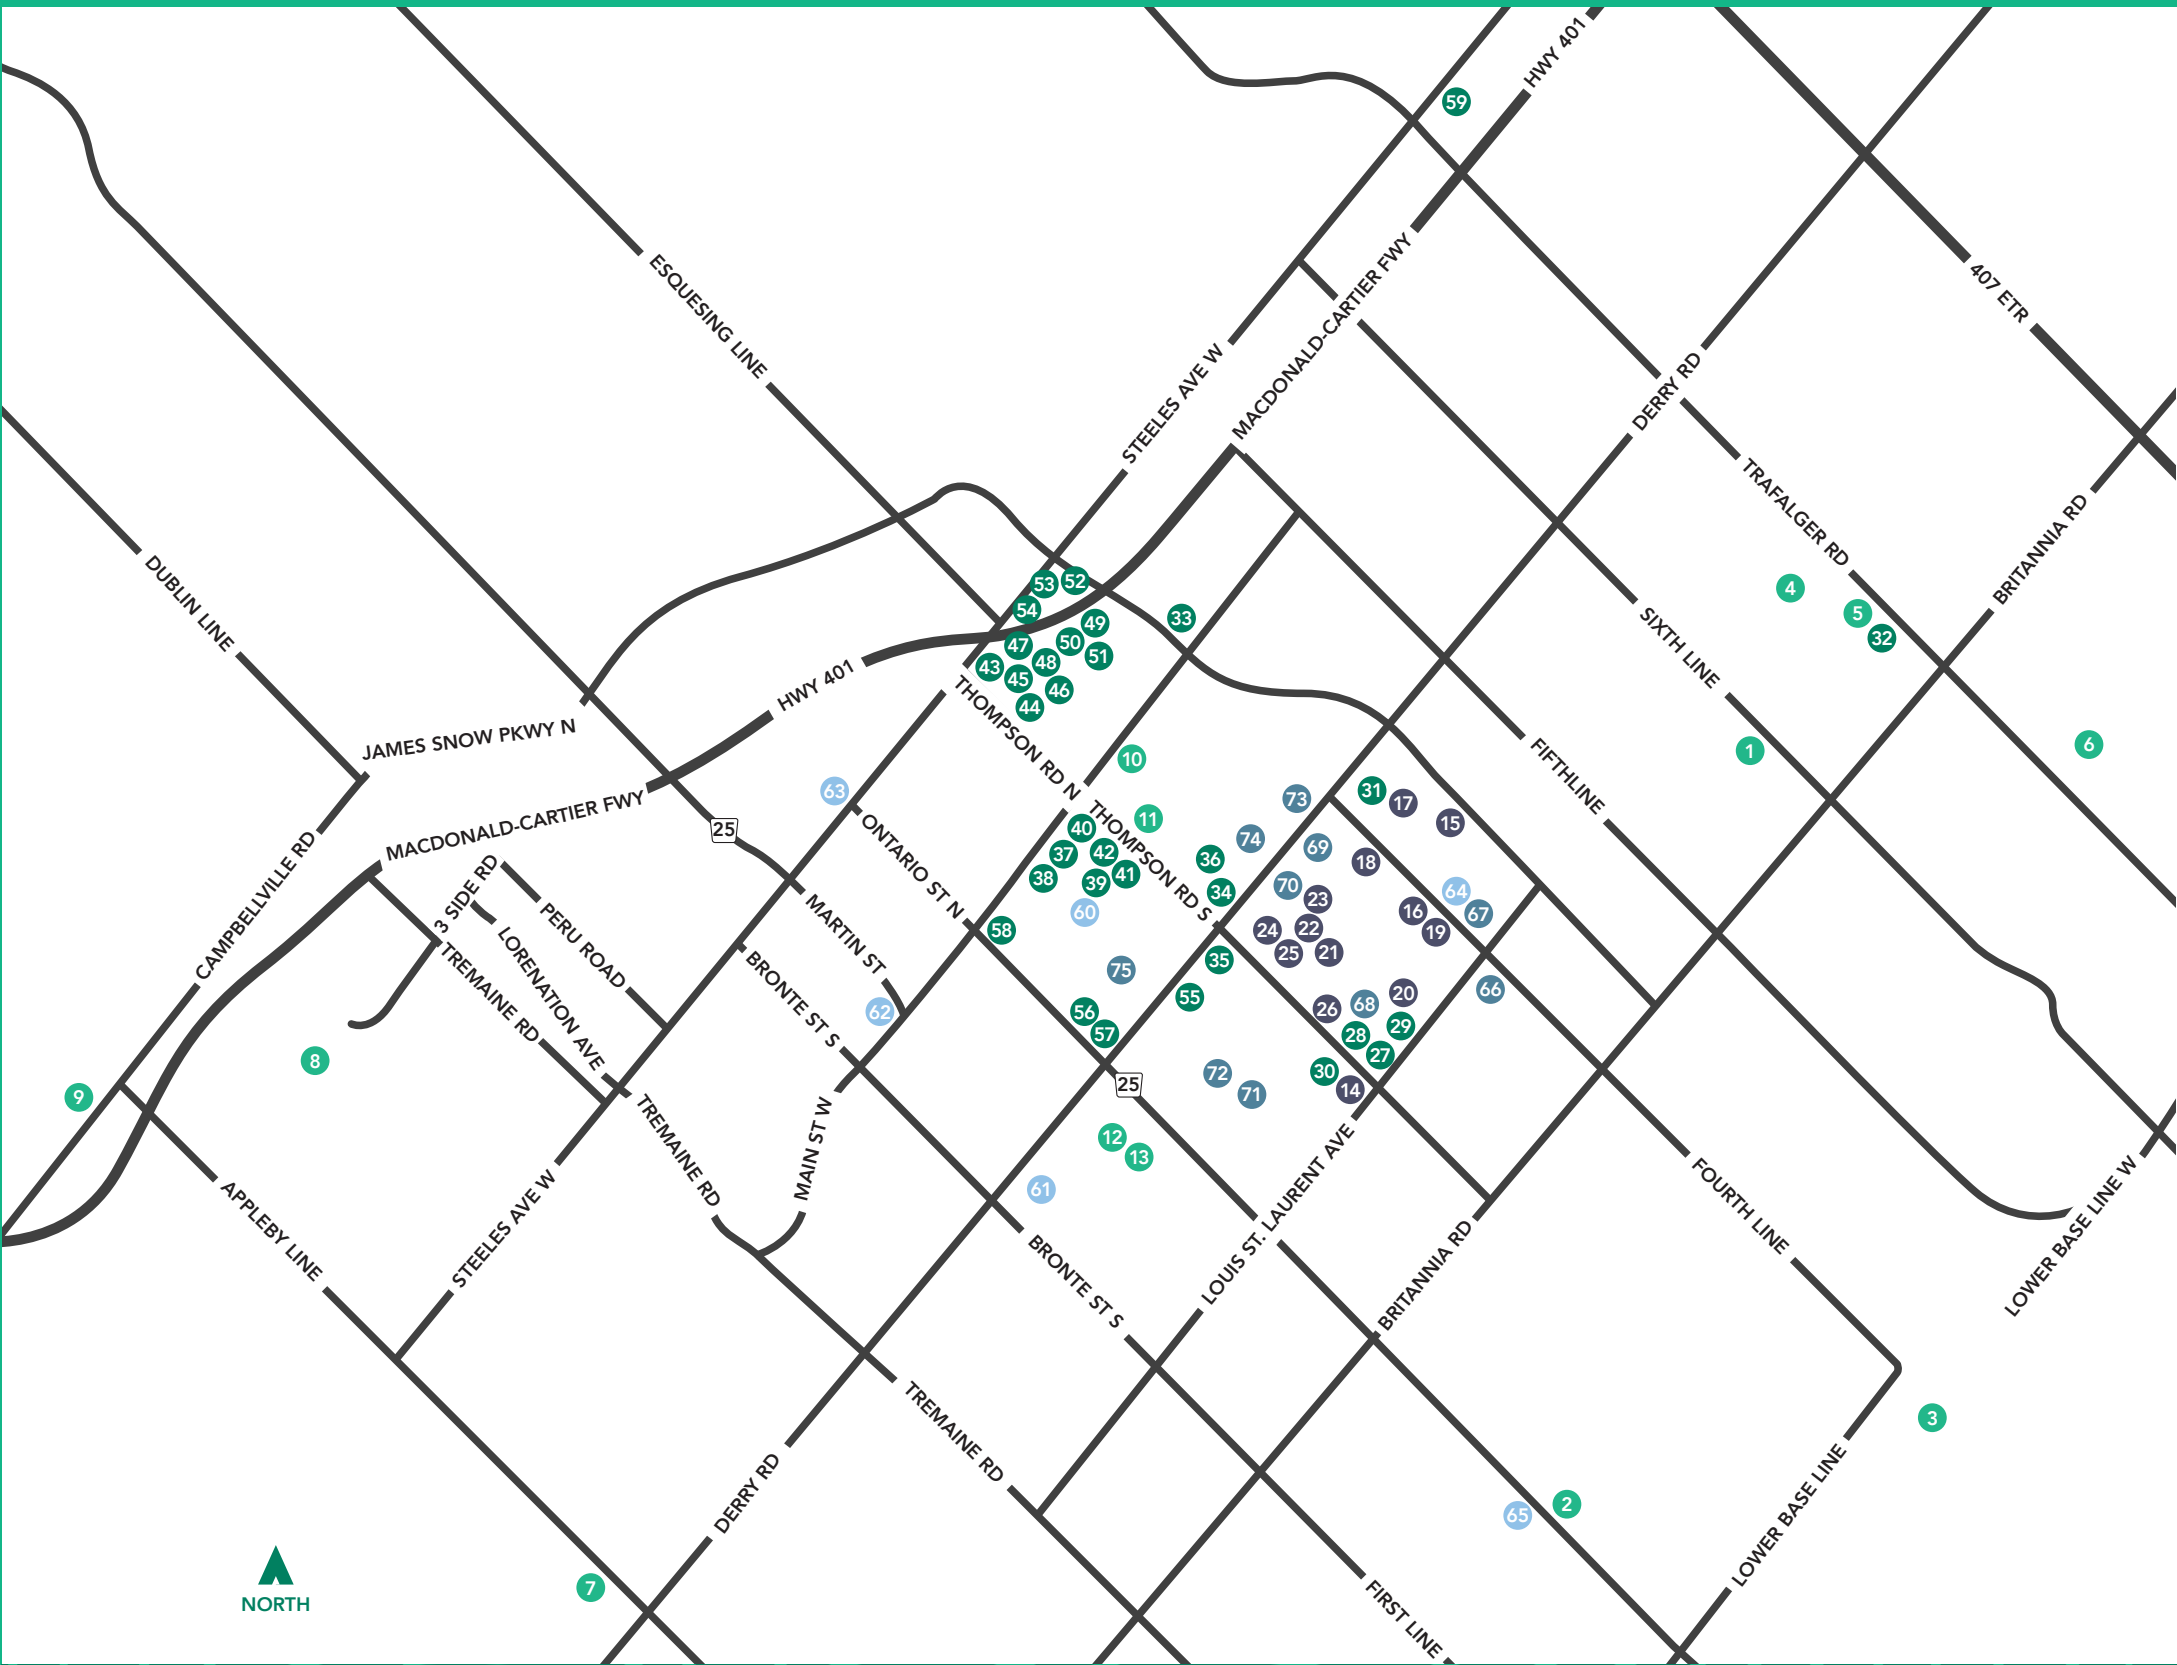 HWY 401
59
ESQUESING LINE
MACDONALD-CARTIER FWY
407 ETR
STEELES AVE W
DERRY RD
TRAFALGER RD
BRITANNIA RD
DUBLIN LINE
53
52
54
49
33
47
50
51
43
48
45
46
44
4
5
32
SIXTH LINE
HWY 401
JAMES SNOW PKWY N
THOMPSON RD N
10
1
6
FIFTHLINE
63
73
31
17
15
MACDONALD-CARTIER FWY
25
ONTARIO ST N
40
11
THOMPSON RD S
74
69
18
37
42
36
38
39
41
34
70
23
64
60
16
67
CAMPBELLVILLE RD
3 SIDE RD
PERU ROAD
LORENATION AVE
TREMAINE RD
MARTIN ST
58
24
22
19
25
21
35
BRONTE ST S
75
55
20
66
62
56
57
26
68
28
29
27
8
9
25
72
71
30
14
TREMAINE RD
MAIN ST W
12
13
61
LOUIS ST. LAURENT AVE
FOURTH LINE
LOWER BASE LINE W
APPLEBY LINE
STEELES AVE W
BRONTE ST S
BRITANNIA RD
TREMAINE RD
3
DERRY RD
65
2
LOWER BASE LINE
7
FIRST LINE
NORTH